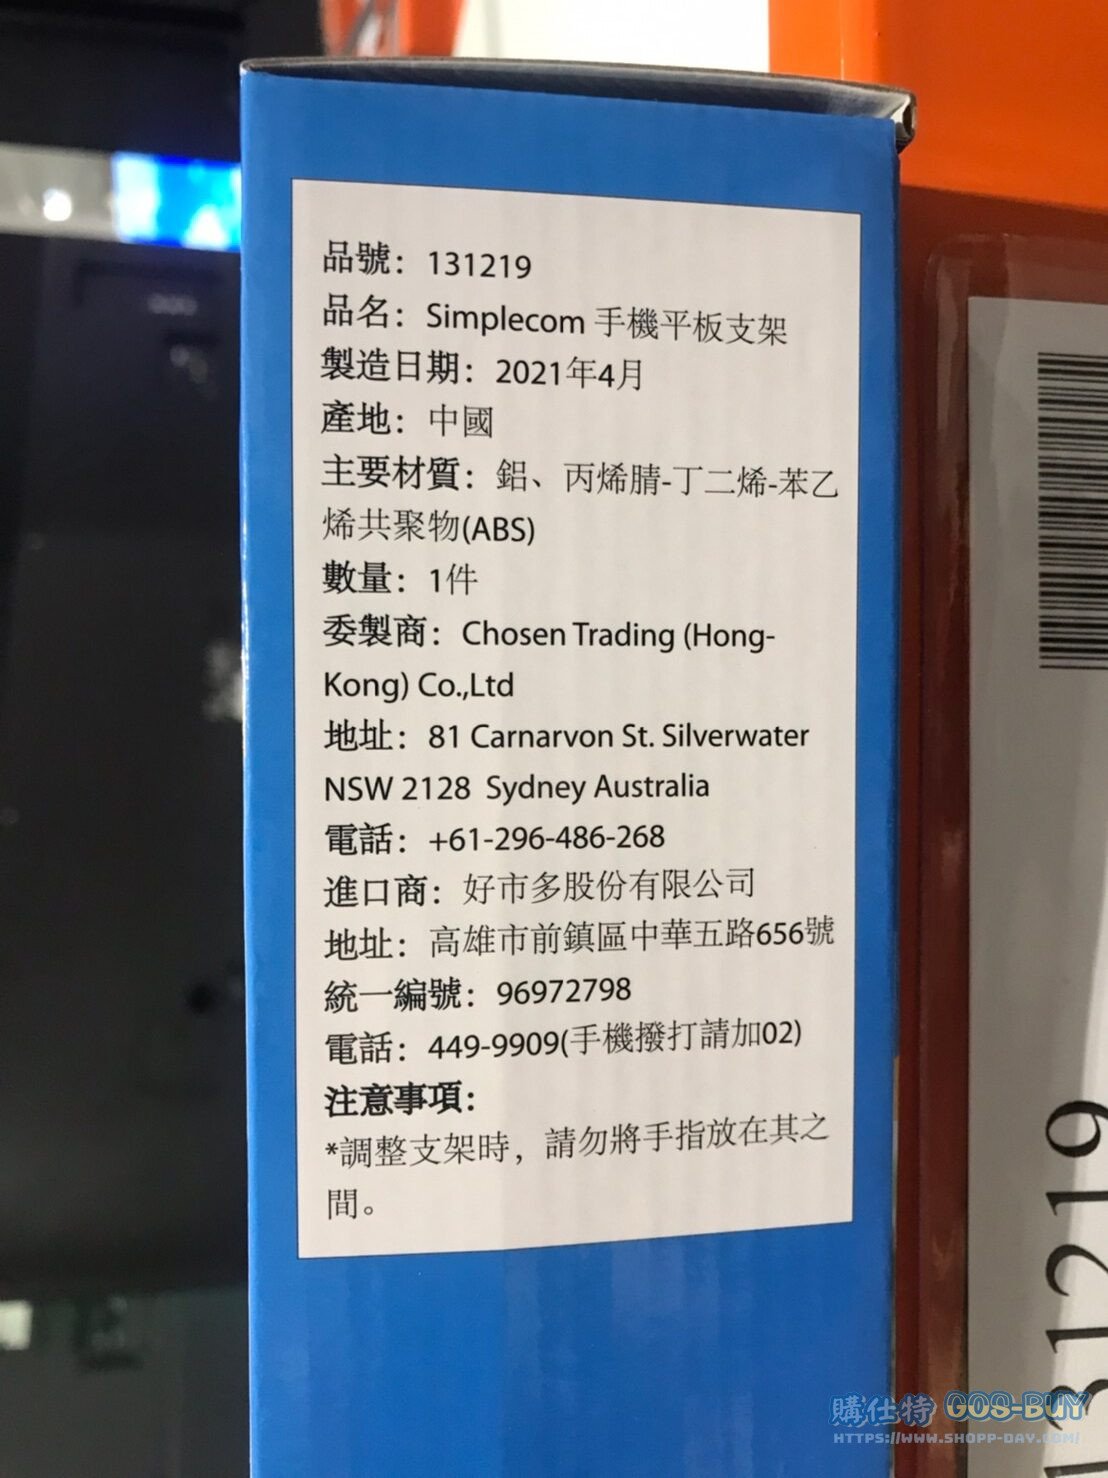 品號：131219
品名：Simplecom 手機平板支架
製造日期：2021年4月
產地：中國
主要材質：鋁、丙烯腈-丁二烯-苯乙
烯共聚物(ABS)
數量：1件
委製商：Chosen Trading (Hong-
Kong) Co.,Ltd
地址：81 Carnarvon St. Silverwater
NSW 2128 Sydney Australia
電話：+61-296-486-268
進口商：好市多股份有限公司
地址：高雄市前鎮區中華五路656號
統一編號：96972798
電話：449-9909(手機撥打請加02)
注意事項：
*調整支架時，請勿將手指放在其之
間。
131219
購仕特 GOS-BUY
HTTPS://WWW.SHOPP-DAY.COM/